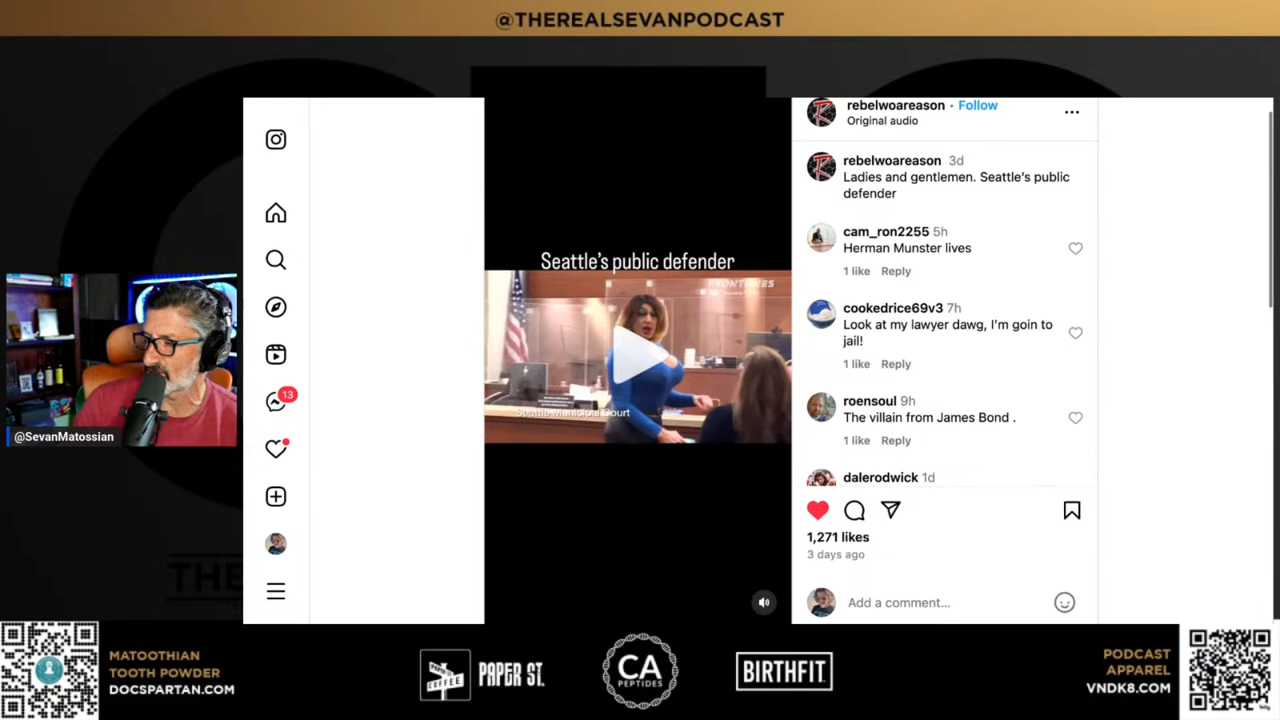 @THEREALSEVANPODCAST
rebelwoareason • Follow
Original audio
rebelwoareason 3d
Ladies and gentlemen. Seattle's public
defender
cam_ron2255 5h
Herman Munster lives
1 like Reply
cookedrice69v3 7h
Look at my lawyer dawg, I'm goin to
jail!
1 like Reply
roensoul 9h
The villain from James Bond .
1 like Reply
dalerodwick 1d
1,271 likes
3 days ago
Add a comment...
Seattle's public defender
Seattle Municipal Court
13
@SevanMatossian
MATOOTHIAN
TOOTH POWDER
DOCSPARTAN.COM
PAPER ST.
COFFEE
CA
PEPTIDES
BIRTHFIT
PODCAST
APPAREL
VNDK8.COM